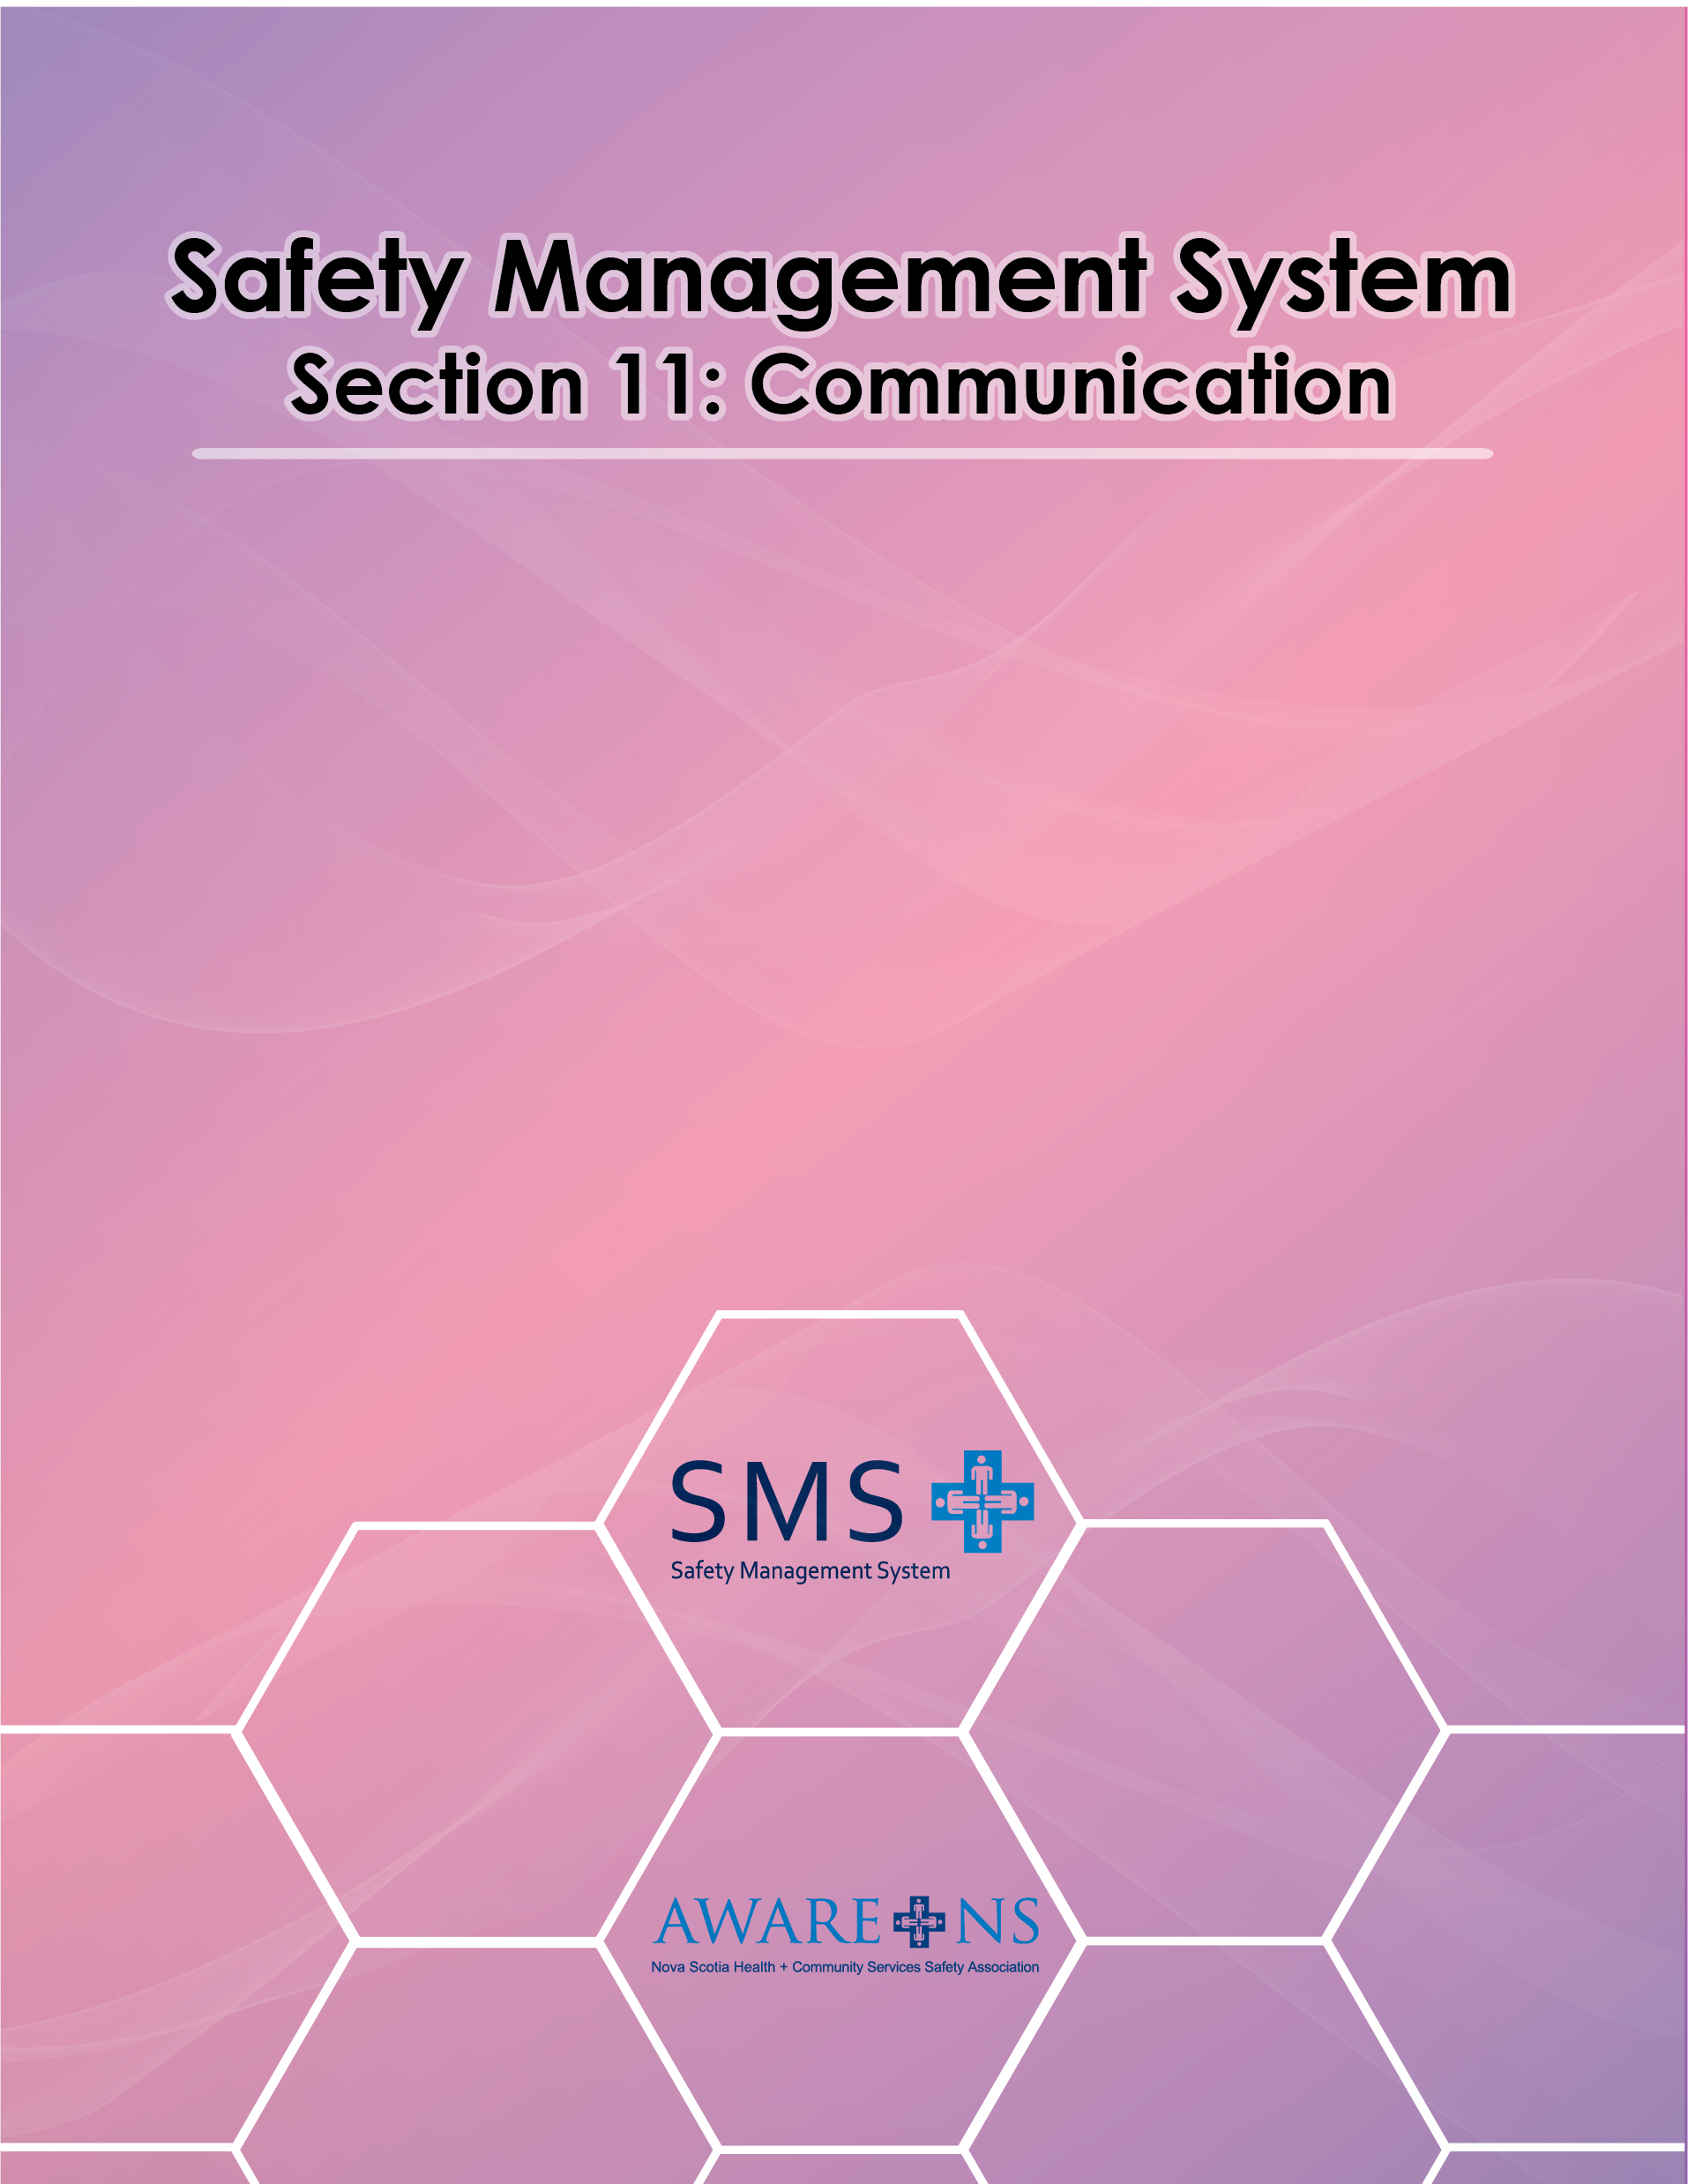 Safety Management System
Section 11: Communication
SMS
Safety Management System
AWARE NS
Nova Scotia Health + Community Services Safety Association